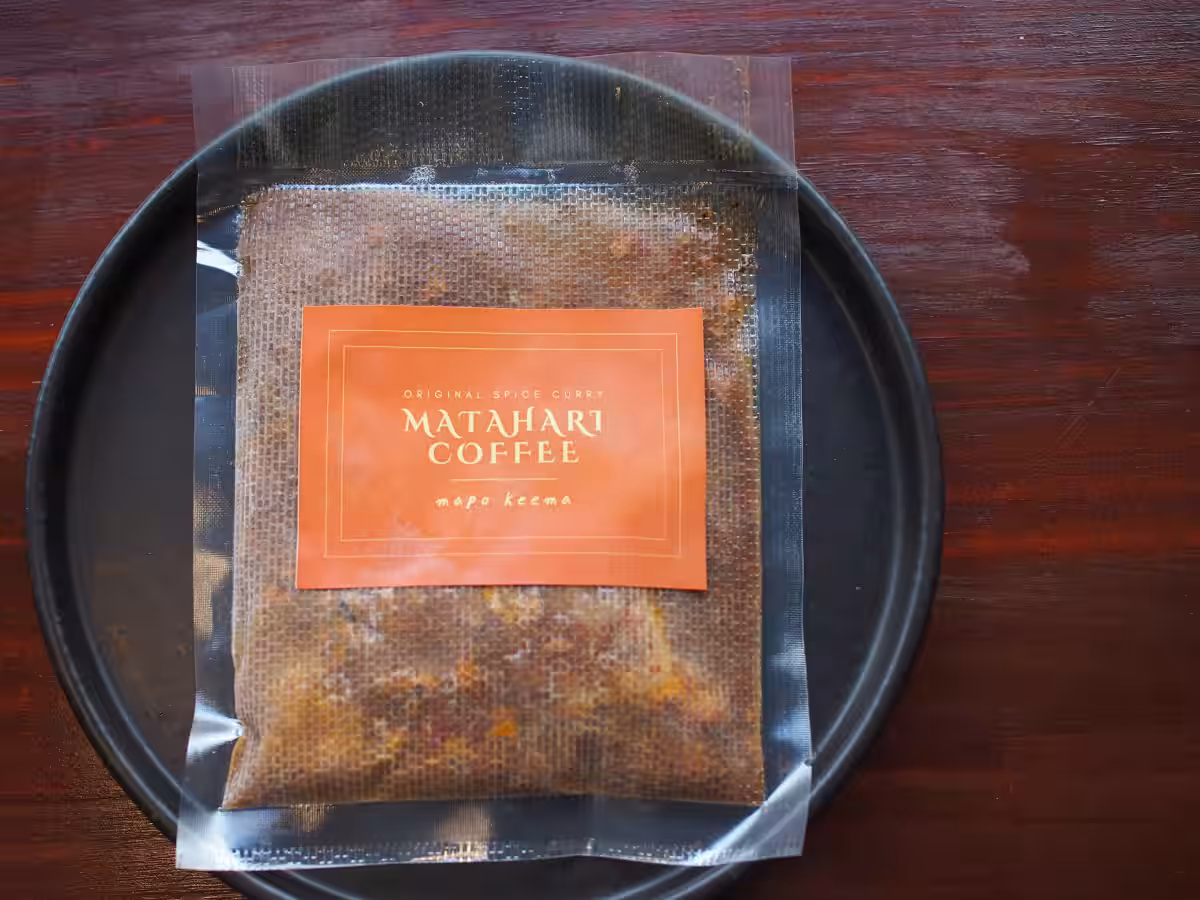 ORIGINAL SPICE CURRY
MATAHARI
COFFEE
mapo keema